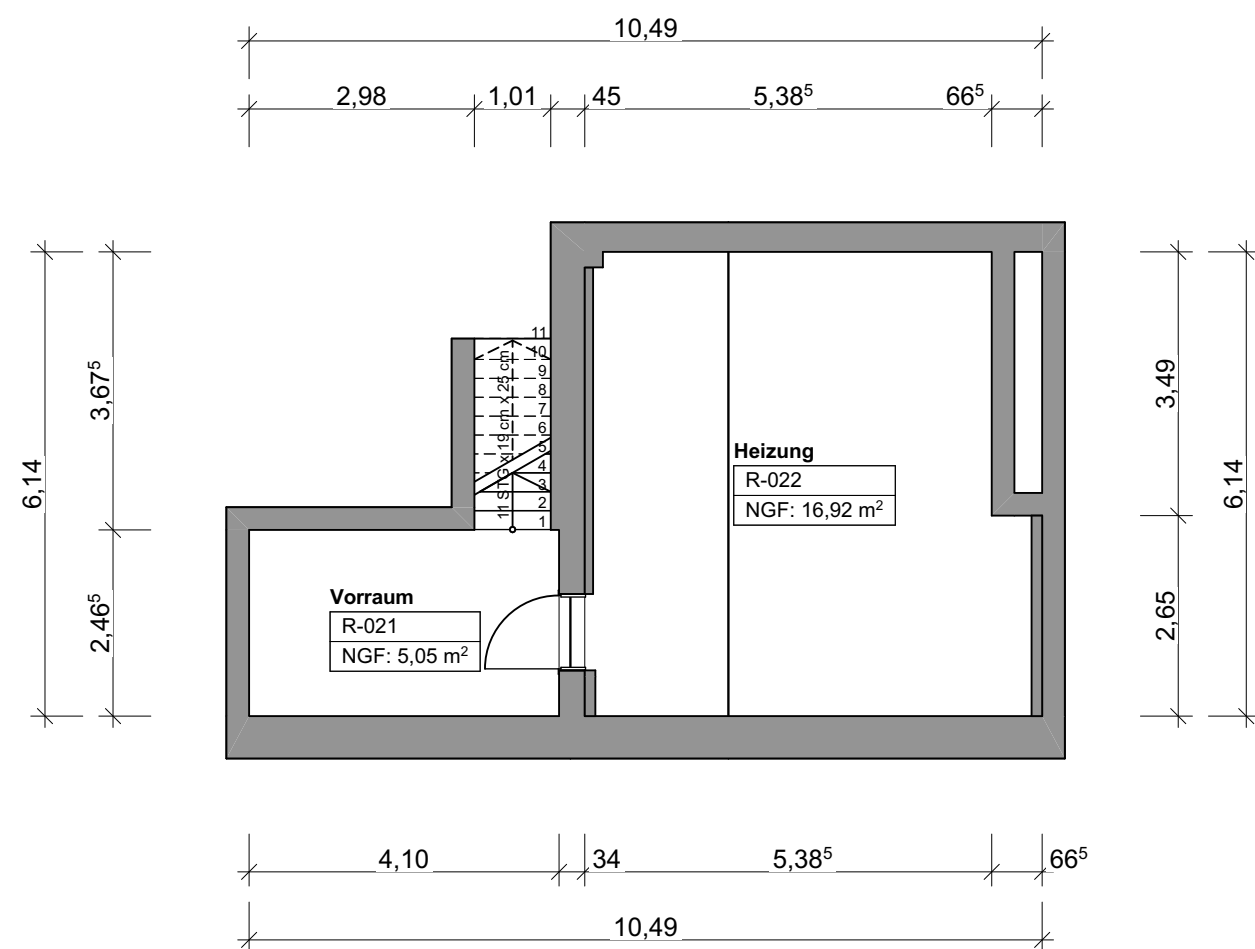 10,49
2,98 1,01 45 5,38⁵ 66⁵
6,14
3,67⁵
2,46⁵
11
10
9
8
7
6
5
4
3
2
1
11 STG x 19 cm x 25 cm
Heizung
R-022
NGF: 16,92 m²
Vorraum
R-021
NGF: 5,05 m²
3,49
2,65
6,14
4,10 34 5,38⁵ 66⁵
10,49